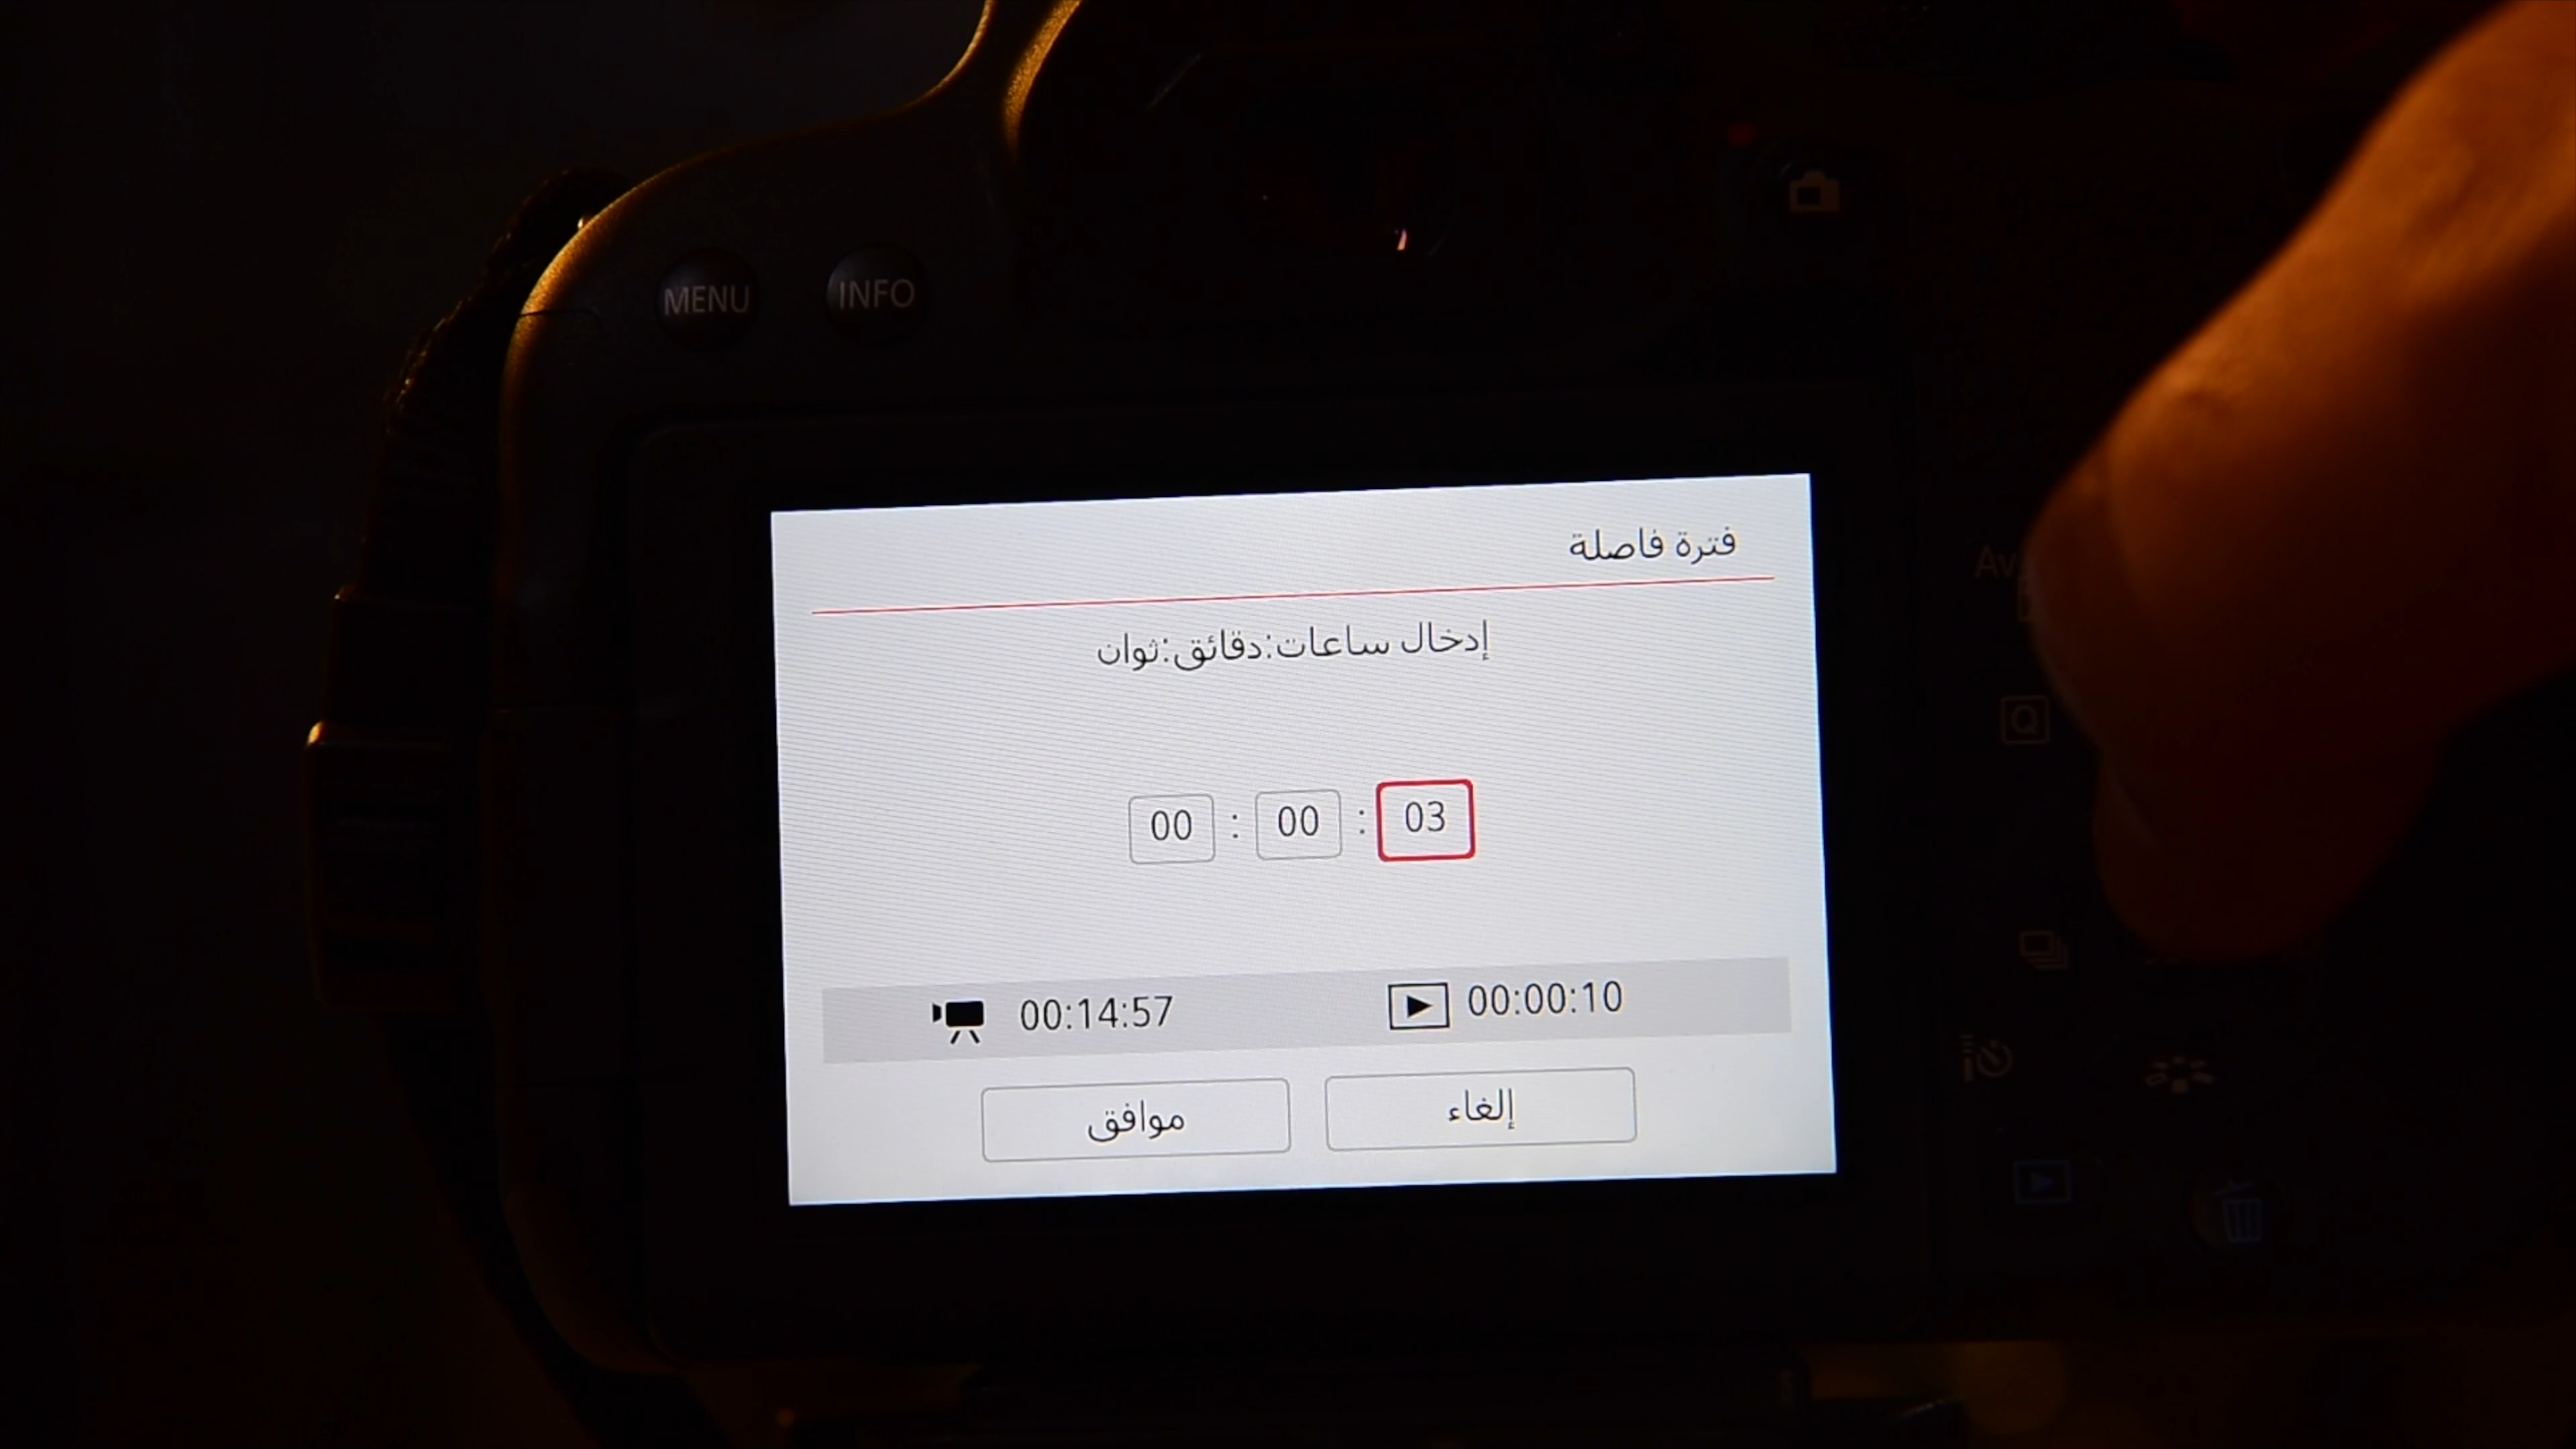 MENU INFO
فترة فاصلة
إدخال ساعات:دقائق:ثوان
00 : 00 : 03
00:14:57 00:00:10
موافق إلغاء
Av
Q